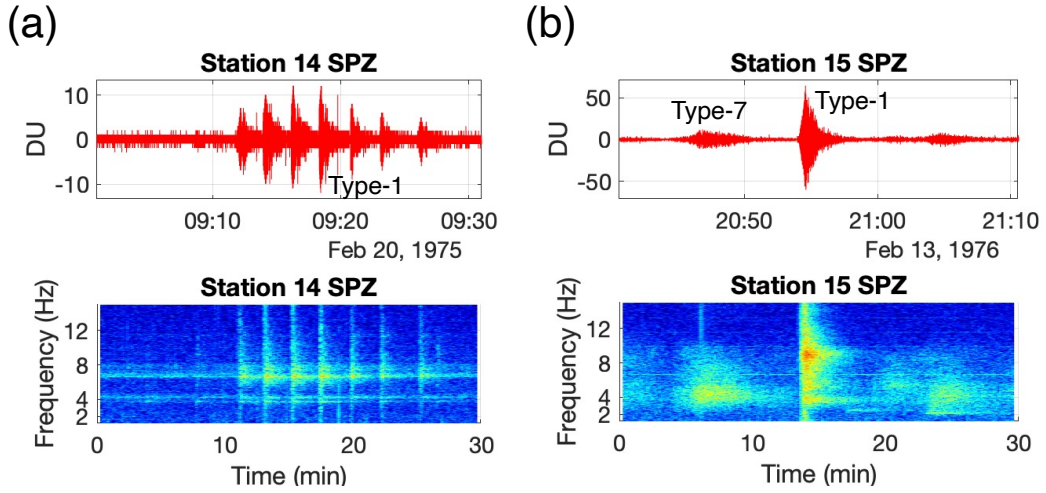 (a)
Station 14 SPZ
DU
10
0
-10
Type-1
09:10 09:20 09:30
Feb 20, 1975
Station 14 SPZ
Frequency (Hz)
12
8
4
2
0 10 20 30
Time (min)
(b)
Station 15 SPZ
DU
50
0
-50
Type-7
Type-1
20:50 21:00 21:10
Feb 13, 1976
Station 15 SPZ
Frequency (Hz)
12
8
4
2
0 10 20 30
Time (min)